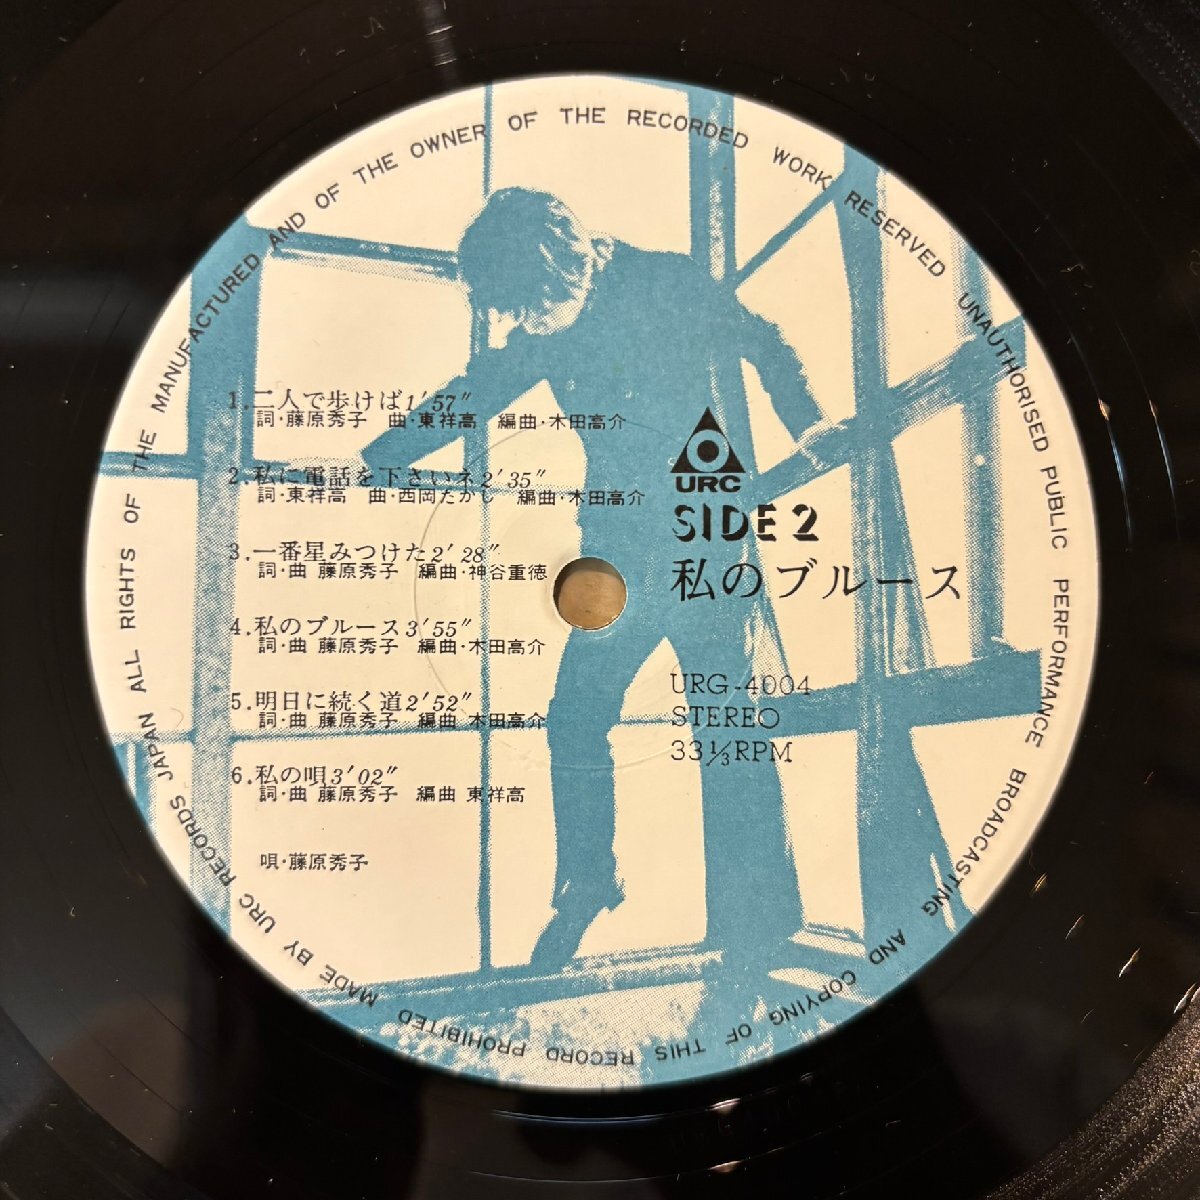 MADE BY URC RECORDS JAPAN ALL RIGHTS OF THE MANUFACTURED AND OF THE OWNER OF THE RECORDED WORK RESERVED UNAUTHORISED PUBLIC PERFORMANCE BROADCASTING AND COPYING OF THIS RECORD PROHIBITED
1.二人で歩けば1′57″
詞・藤原秀子 曲・東祥高 編曲・木田高介
2.私に電話を下さいネ2′35″
詞・東祥高 曲・西岡たかし 編曲・木田高介
3.一番星みつけた2′28″
詞・曲 藤原秀子 編曲・神谷重徳
4.私のブルース3′55″
詞・曲 藤原秀子 編曲・木田高介
5.明日に続く道2′52″
詞・曲 藤原秀子 編曲 木田高介
6.私の唄3′02″
詞・曲 藤原秀子 編曲 東祥高
唄・藤原秀子
URC
SIDE 2
私のブルース
URG-4004
STEREO
33⅓RPM